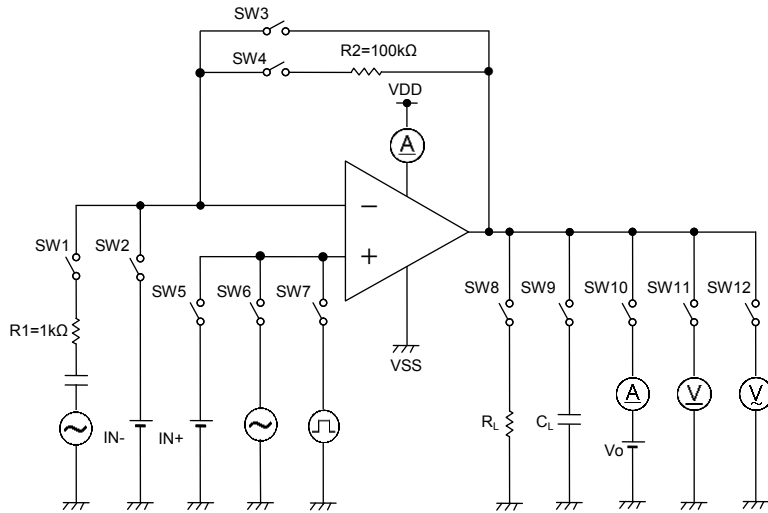 SW3
SW4
R2=100kΩ
VDD
A
−
+
SW1
SW2
SW5
SW6
SW7
SW8
SW9
SW10
SW11
SW12
R1=1kΩ
VSS
A
V
V
IN-
IN+
RL
CL
Vo